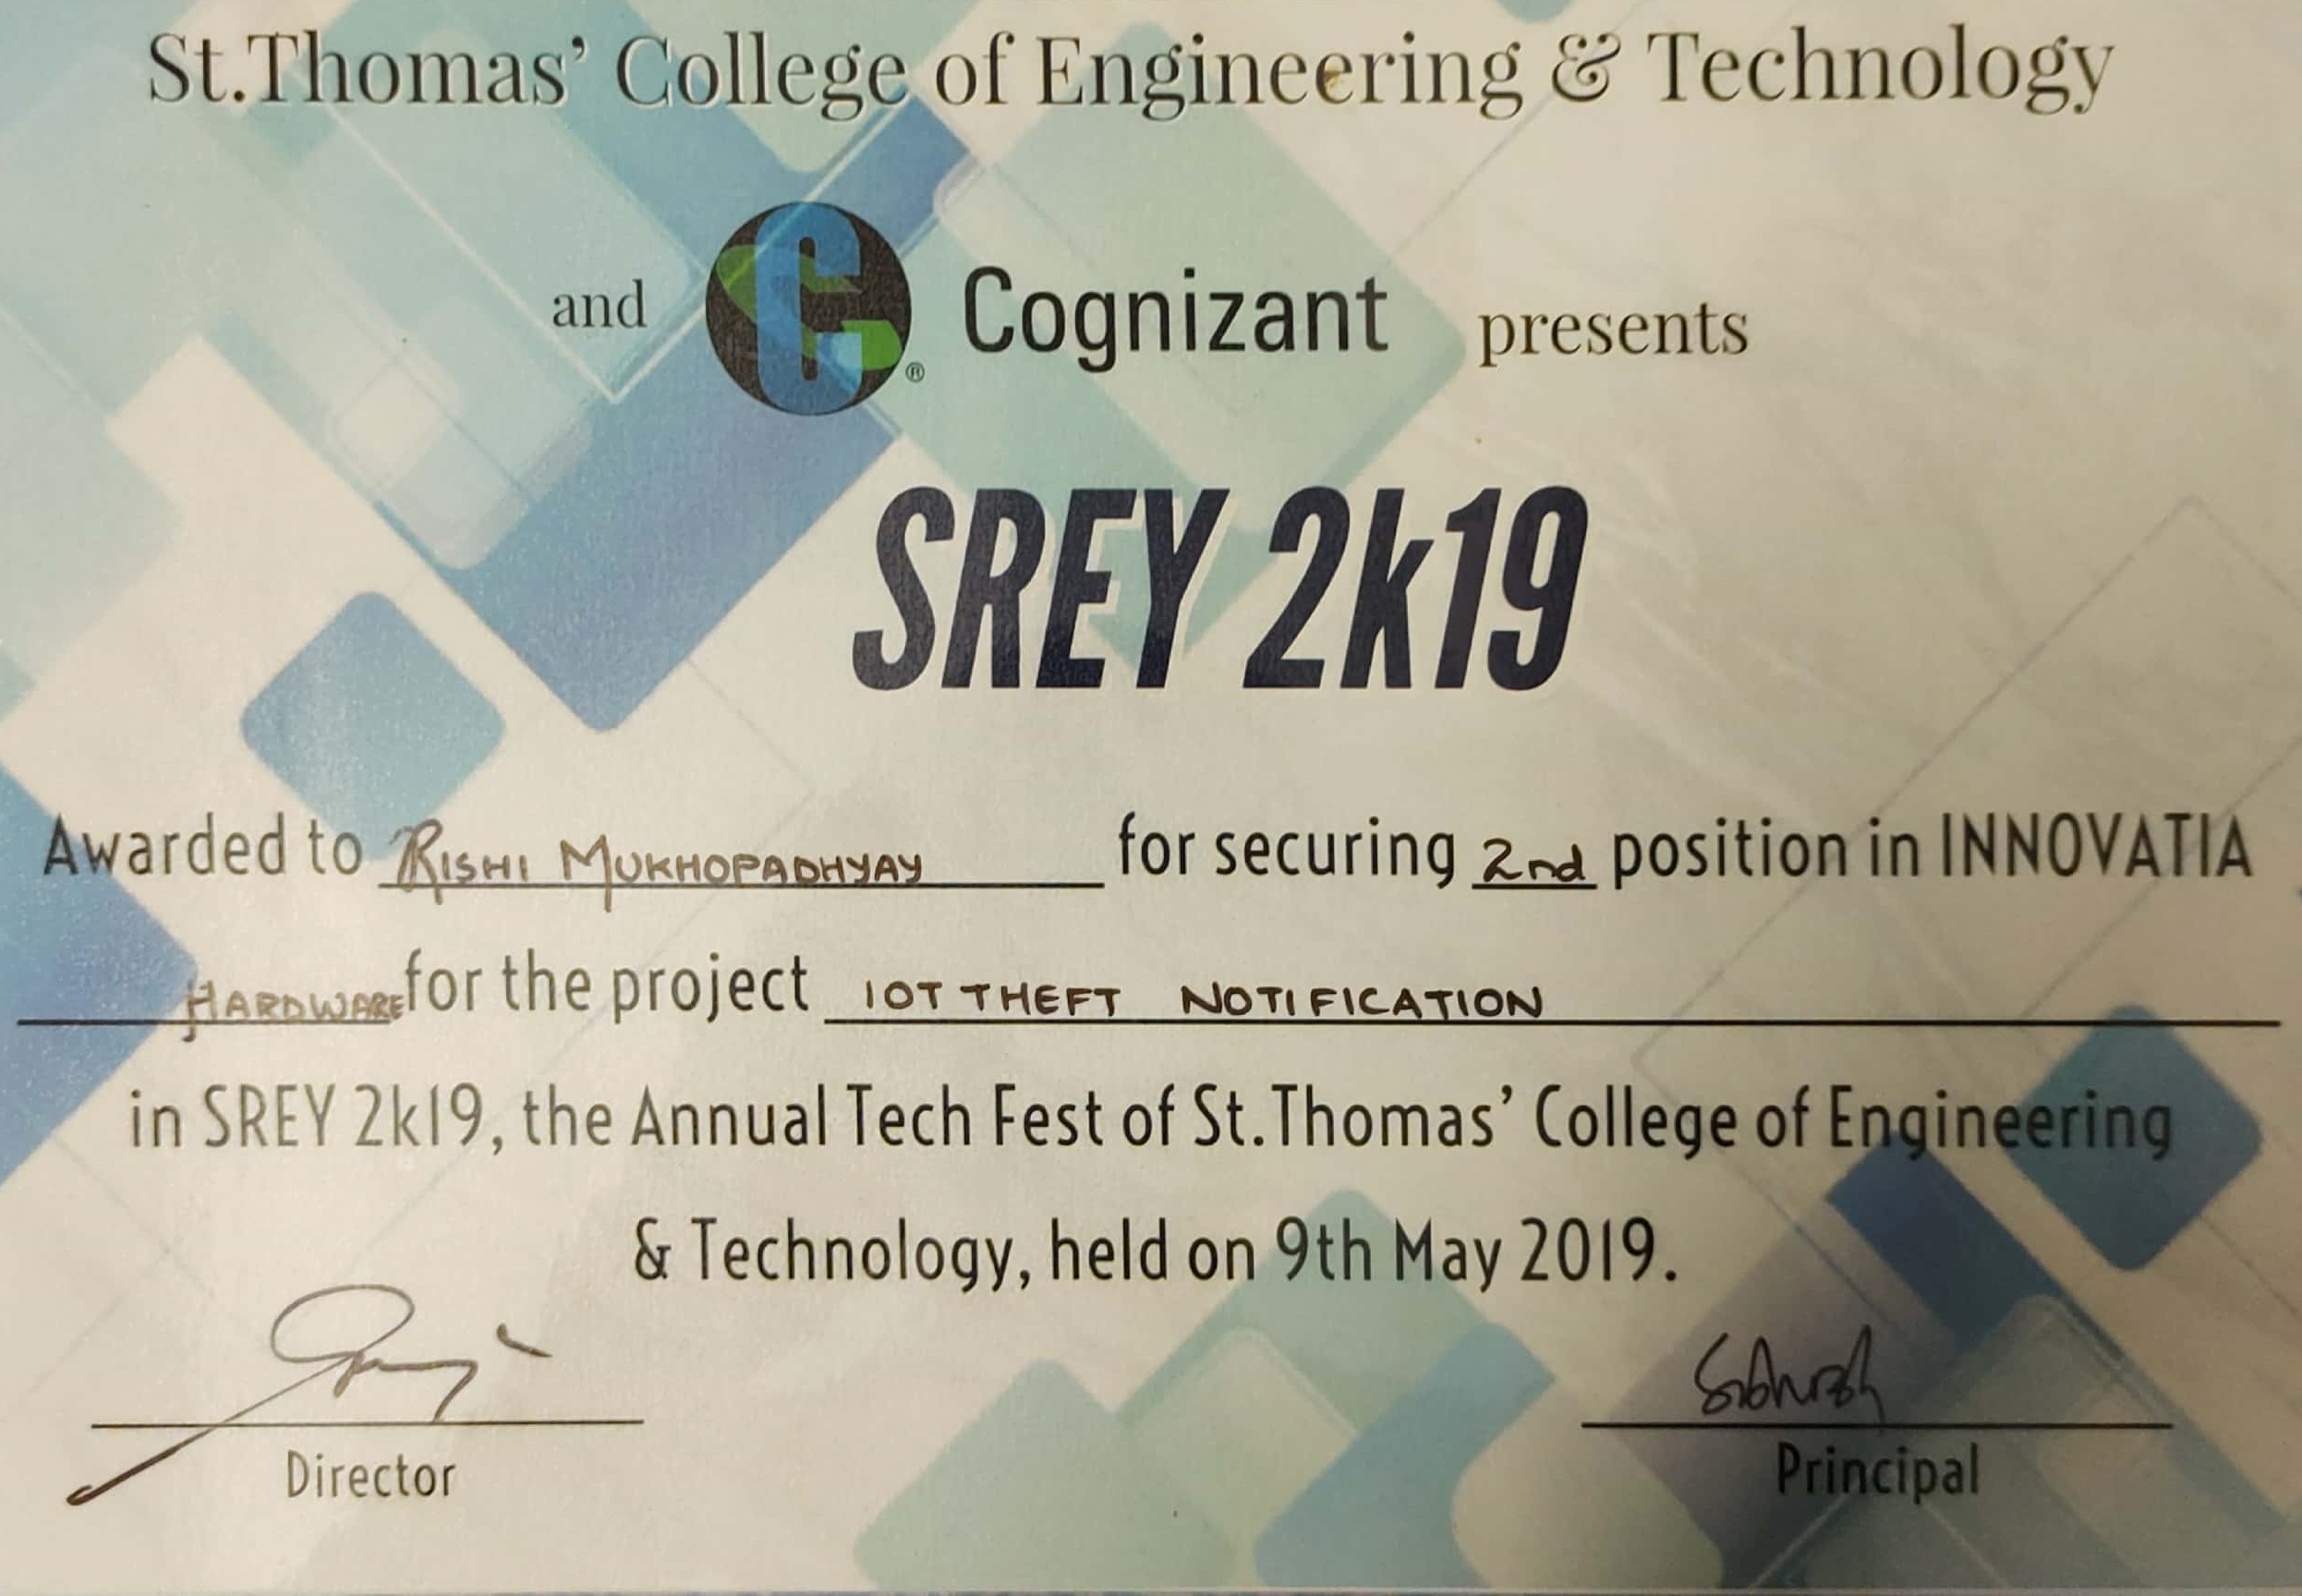 St.Thomas' College of Engineering & Technology
and Cognizant® presents
SREY 2k19
Awarded to RISHI MUKHOPADHYAY for securing 2nd position in INNOVATIA
HARDWARE for the project IOT THEFT NOTIFICATION
in SREY 2k19, the Annual Tech Fest of St.Thomas' College of Engineering
& Technology, held on 9th May 2019.
Director
Principal